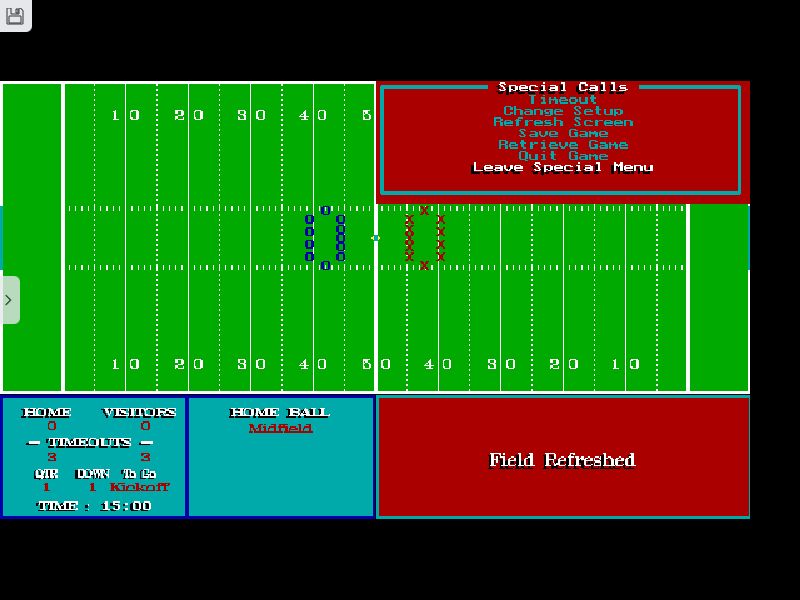 Special Calls
Timeout
Change Setup
Refresh Screen
Save Game
Retrieve Game
Quit Game
Leave Special Menu
10 20 30 40 5
O X
O O X X
O O X X
O O X X
O O X X
O X
10 20 30 40 50 40 30 20 10
HOME VISITORS
0 0
- TIMEOUTS -
3 3
QTR DOWN To Go
1 1 Kickoff
TIME : 15:00
HOME BALL
Midfield
Field Refreshed